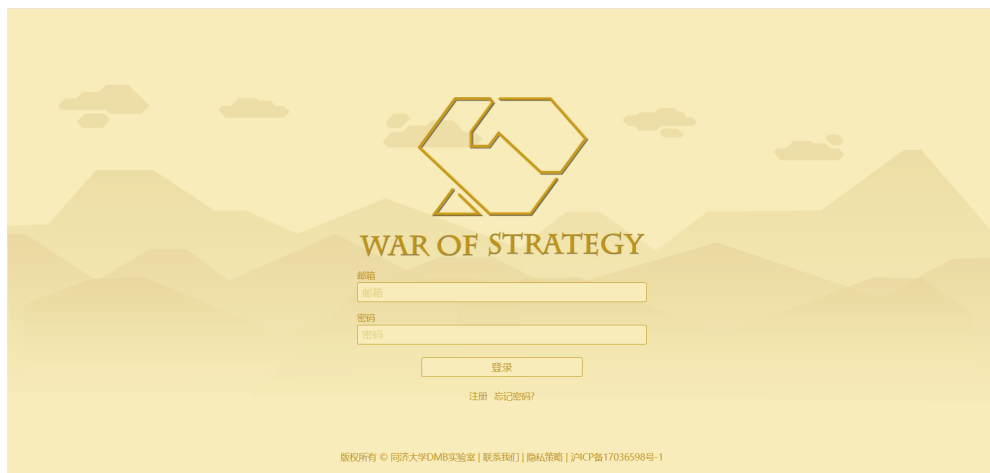 WAR OF STRATEGY
邮箱
邮箱
密码
密码
登录
注册 忘记密码?
版权所有 © 同济大学DMB实验室 | 联系我们 | 隐私策略 | 沪ICP备17036598号-1